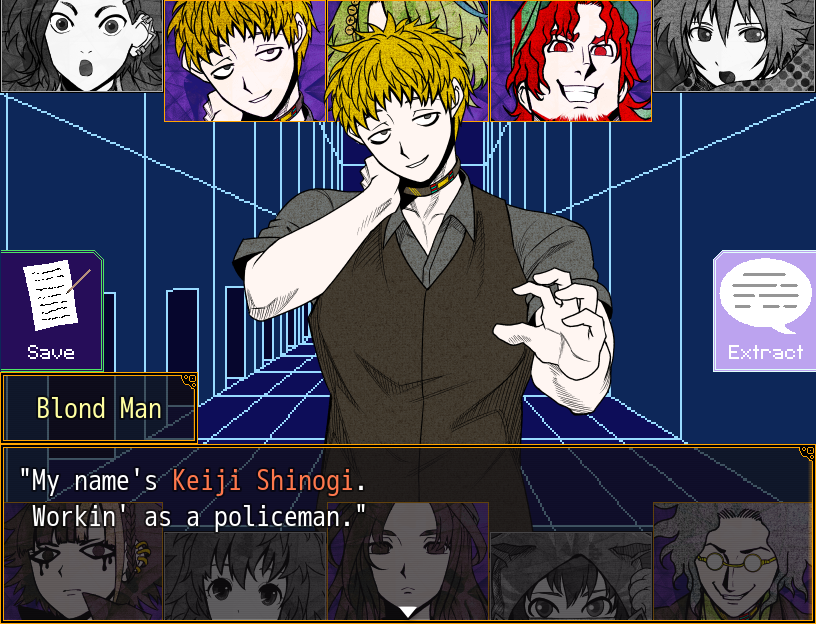 Save
Extract
Blond Man
"My name's Keiji Shinogi.
Workin' as a policeman."